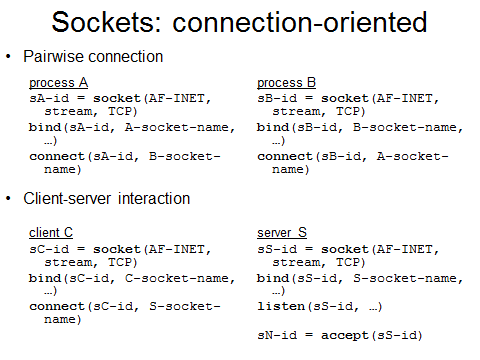 Sockets: connection-oriented
• Pairwise connection
process A
sA-id = socket(AF-INET,
stream, TCP)
bind(sA-id, A-socket-name,
…)
connect(sA-id, B-socket-
name)
process B
sB-id = socket(AF-INET,
stream, TCP)
bind(sB-id, B-socket-name,
…)
connect(sB-id, A-socket-
name)
• Client-server interaction
client C
sC-id = socket(AF-INET,
stream, TCP)
bind(sC-id, C-socket-name,
…)
connect(sC-id, S-socket-
name)
server S
sS-id = socket(AF-INET,
stream, TCP)
bind(sS-id, S-socket-name,
…)
listen(sS-id, …)
sN-id = accept(sS-id)